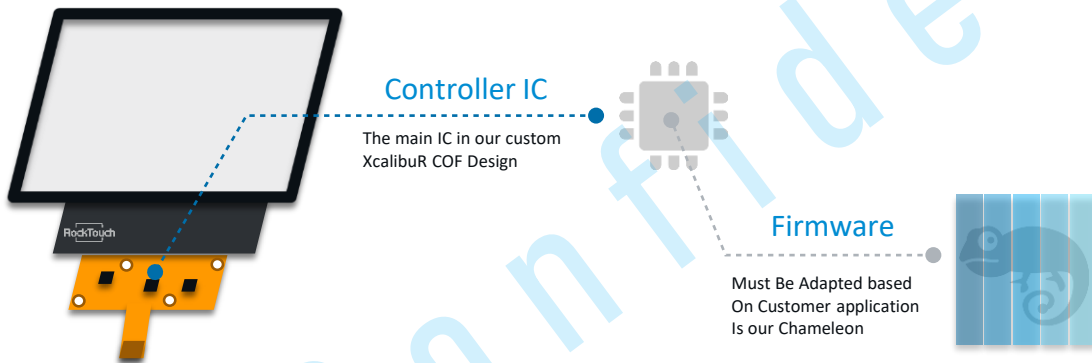 Controller IC
The main IC in our custom
XcalibuR COF Design
RockTouch
Firmware
Must Be Adapted based
On Customer application
Is our Chameleon
onfide